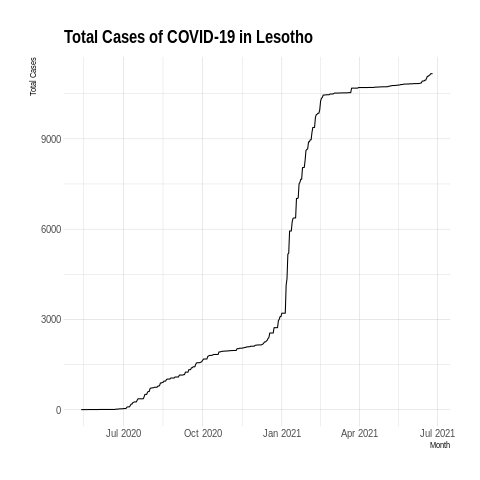 Total Cases of COVID-19 in Lesotho
Total Cases
9000
6000
3000
0
Jul 2020 Oct 2020 Jan 2021 Apr 2021 Jul 2021
Month